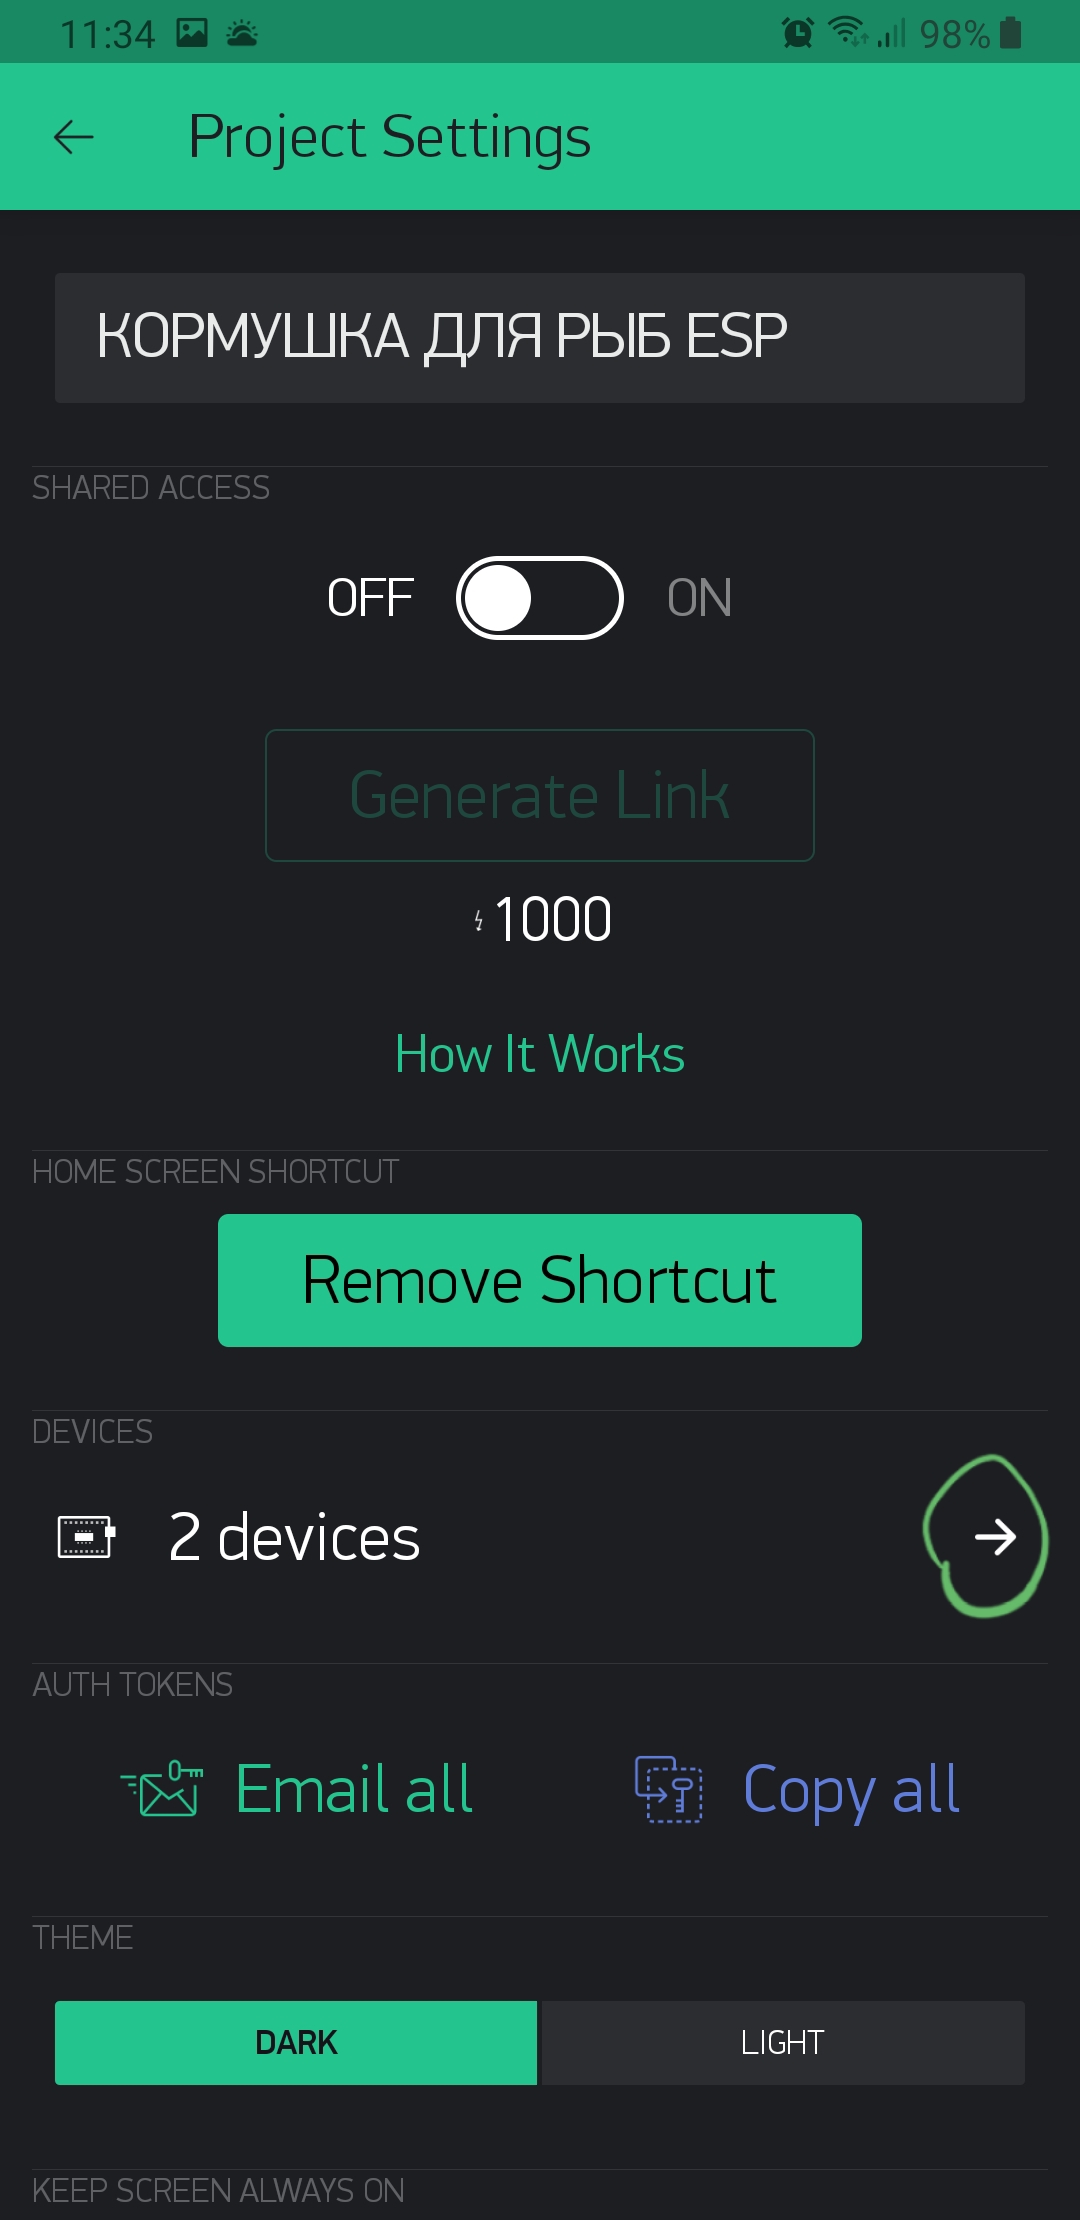 11:34 98%
Project Settings
КОРМУШКА ДЛЯ РЫБ ESP
SHARED ACCESS
OFF ON
Generate Link
1000
How It Works
HOME SCREEN SHORTCUT
Remove Shortcut
DEVICES
2 devices
AUTH TOKENS
Email all Copy all
THEME
DARK LIGHT
KEEP SCREEN ALWAYS ON